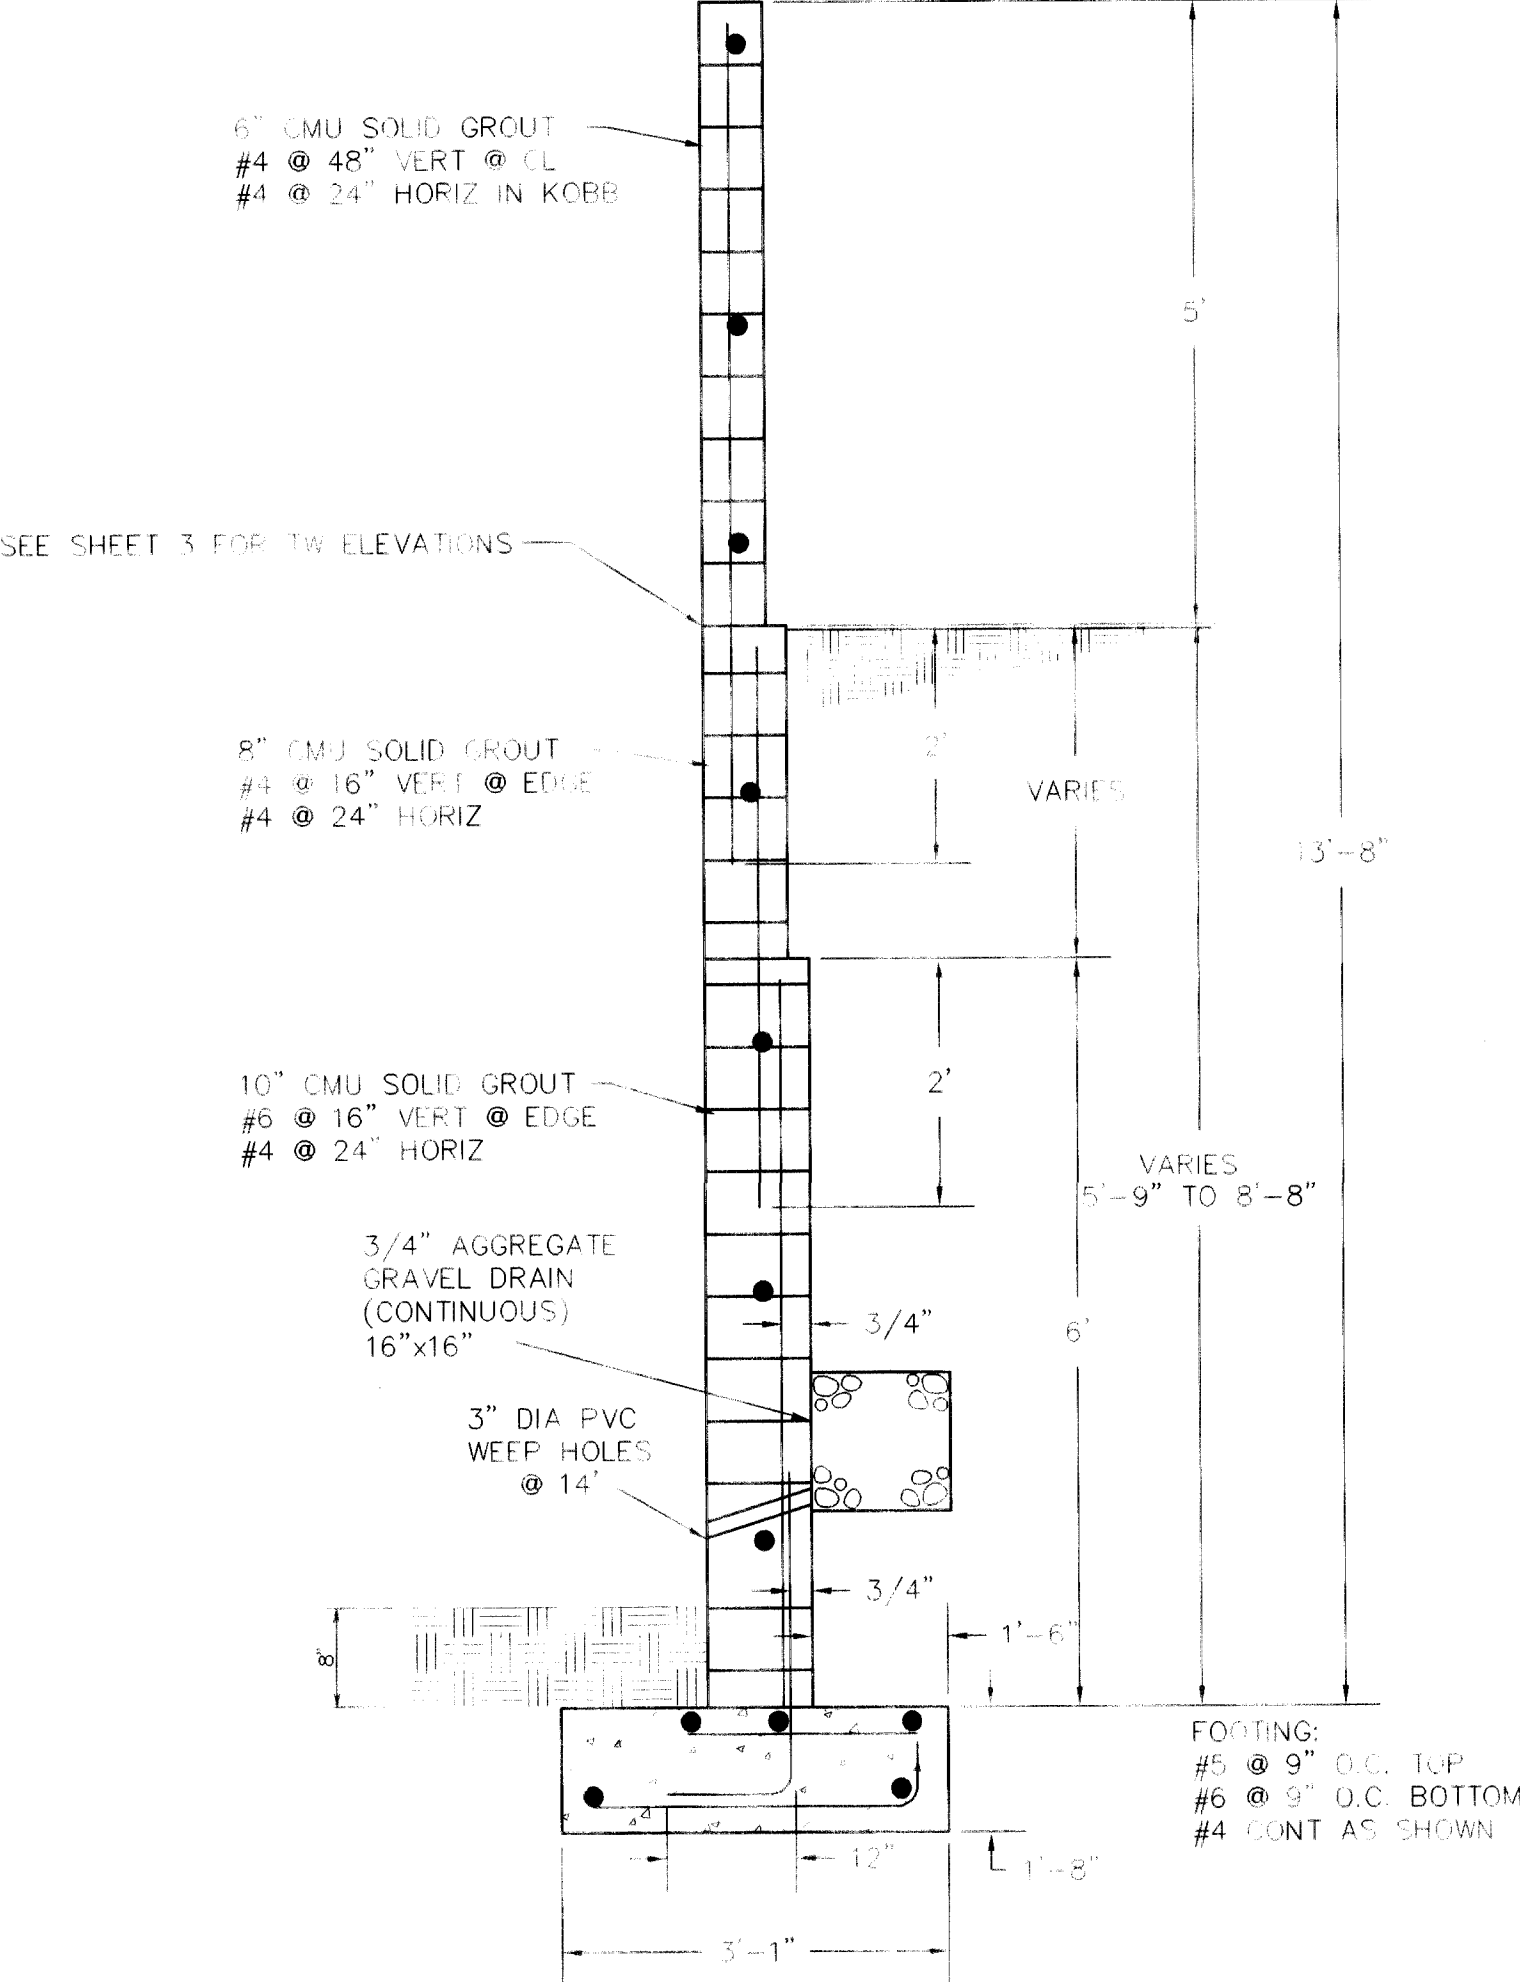 6" CMU SOLID GROUT
#4 @ 48" VERT @ CL
#4 @ 24" HORIZ IN KOBB
5'
SEE SHEET 3 FOR TW ELEVATIONS
8" CMU SOLID GROUT
#4 @ 16" VERT @ EDGE
#4 @ 24" HORIZ
2'
VARIES
13'-8"
10" CMU SOLID GROUT
#6 @ 16" VERT @ EDGE
#4 @ 24" HORIZ
2'
VARIES
5'-9" TO 8'-8"
3/4" AGGREGATE
GRAVEL DRAIN
(CONTINUOUS)
16"x16"
3/4"
6'
3" DIA PVC
WEEP HOLES
@ 14'
3/4"
8"
1'-6"
FOOTING:
#5 @ 9" O.C. TOP
#6 @ 9" O.C. BOTTOM
#4 CONT AS SHOWN
12"
1'-8"
3'-1"